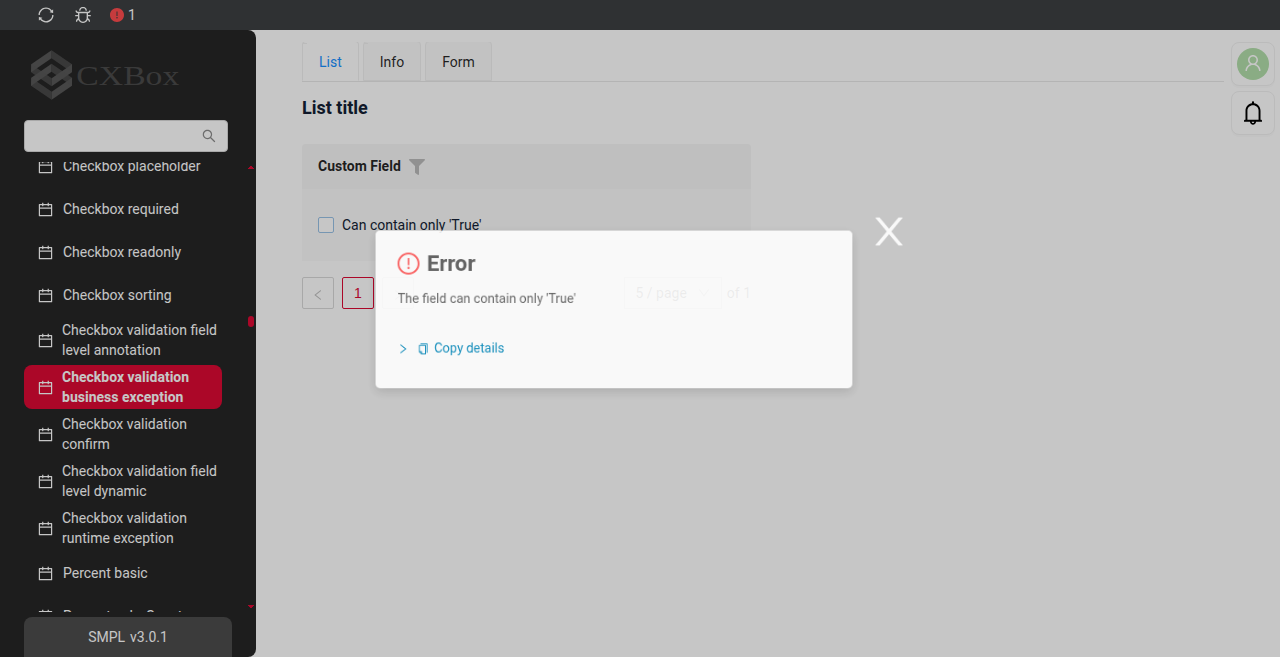 1
CXBox
Checkbox placeholder
Checkbox required
Checkbox readonly
Checkbox sorting
Checkbox validation field
level annotation
Checkbox validation
business exception
Checkbox validation
confirm
Checkbox validation field
level dynamic
Checkbox validation
runtime exception
Percent basic
SMPL v3.0.1
List
Info
Form
List title
Custom Field
Can contain only 'True'
Error
The field can contain only 'True'
Copy details
1
5 / page
of 1